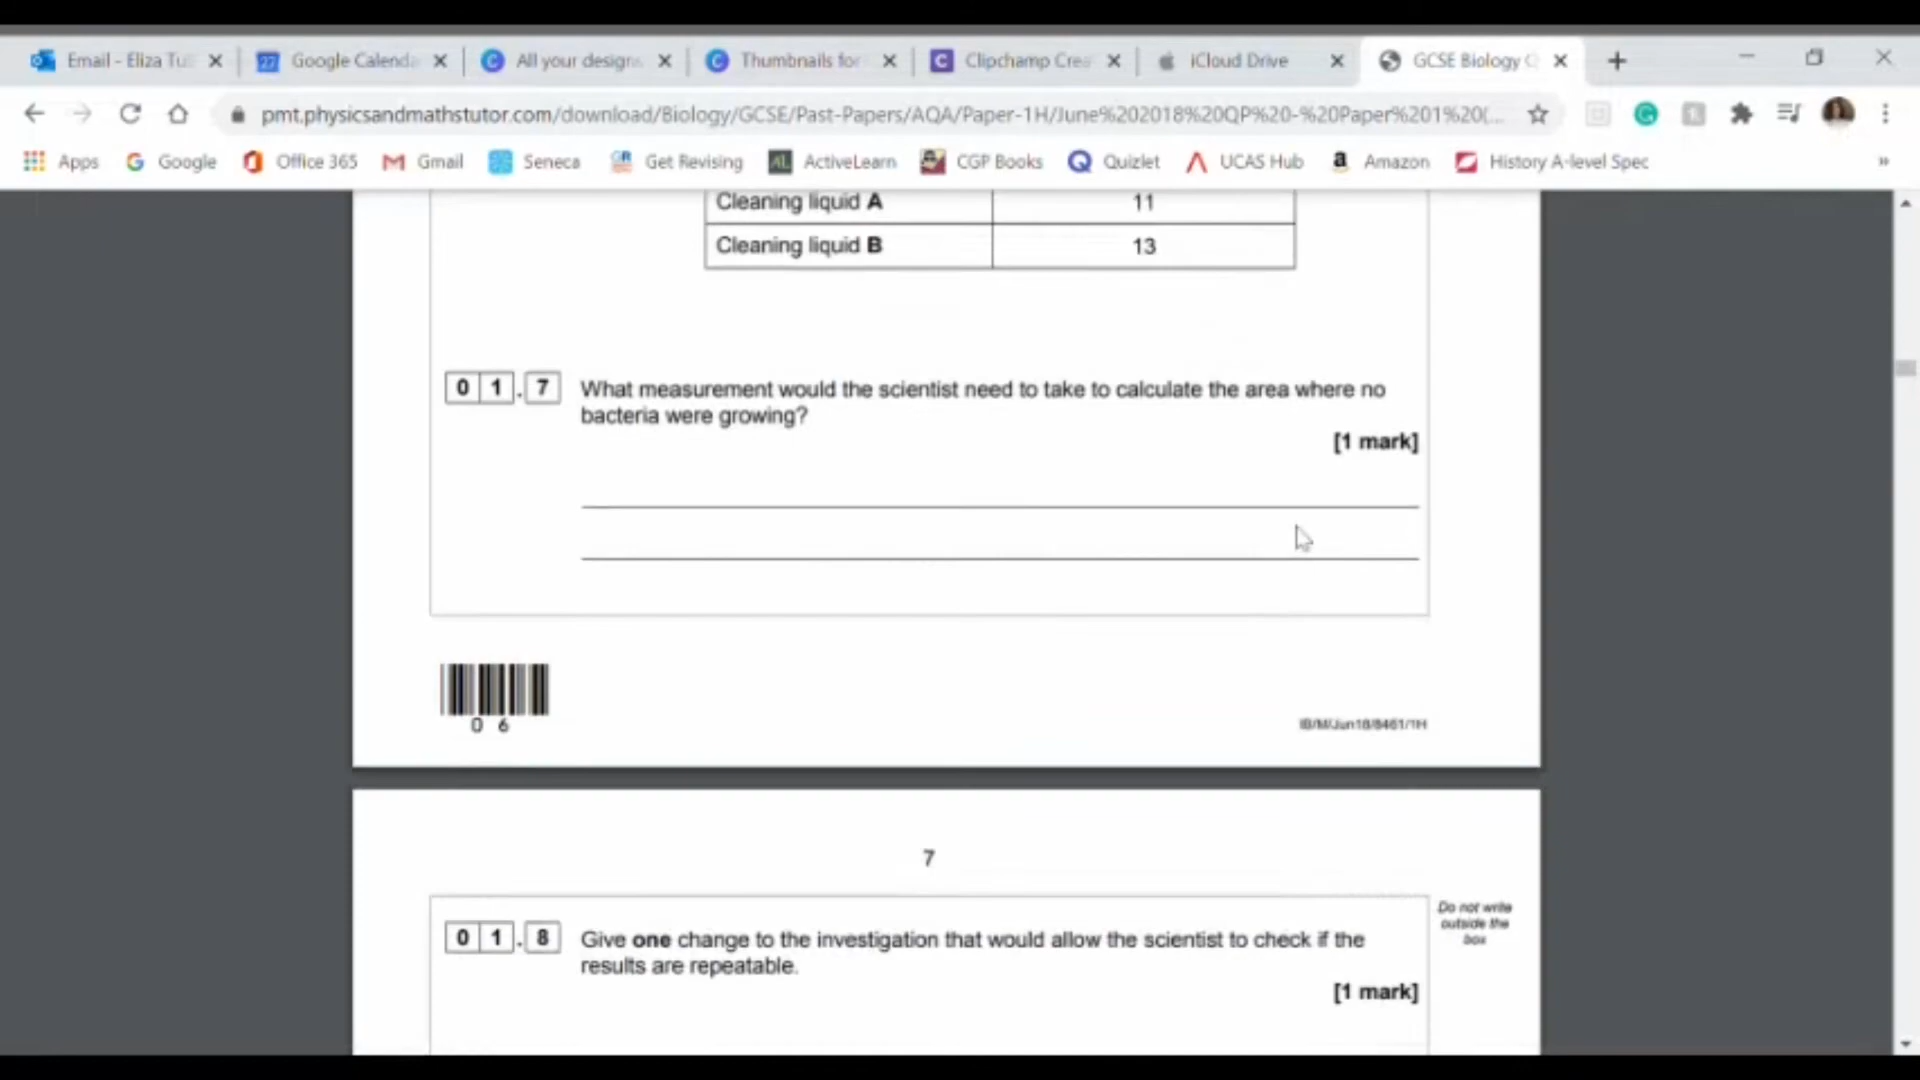 Email - Eliza Tu
Google Calenda
All your designs
Thumbnails for
Clipchamp Crea
iCloud Drive
GCSE Biology Q
pmt.physicsandmathstutor.com/download/Biology/GCSE/Past-Papers/AQA/Paper-1H/June%202018%20QP%20-%20Paper%201%20(...
Apps
Google
Office 365
Gmail
Seneca
Get Revising
ActiveLearn
CGP Books
Quizlet
UCAS Hub
Amazon
History A-level Spec
»
Cleaning liquid A 11
Cleaning liquid B 13
0 1 . 7 What measurement would the scientist need to take to calculate the area where no
bacteria were growing?
[1 mark]
0 6
IB/M/Jun18/8461/1H
7
Do not write
outside the
box
0 1 . 8 Give one change to the investigation that would allow the scientist to check if the
results are repeatable.
[1 mark]